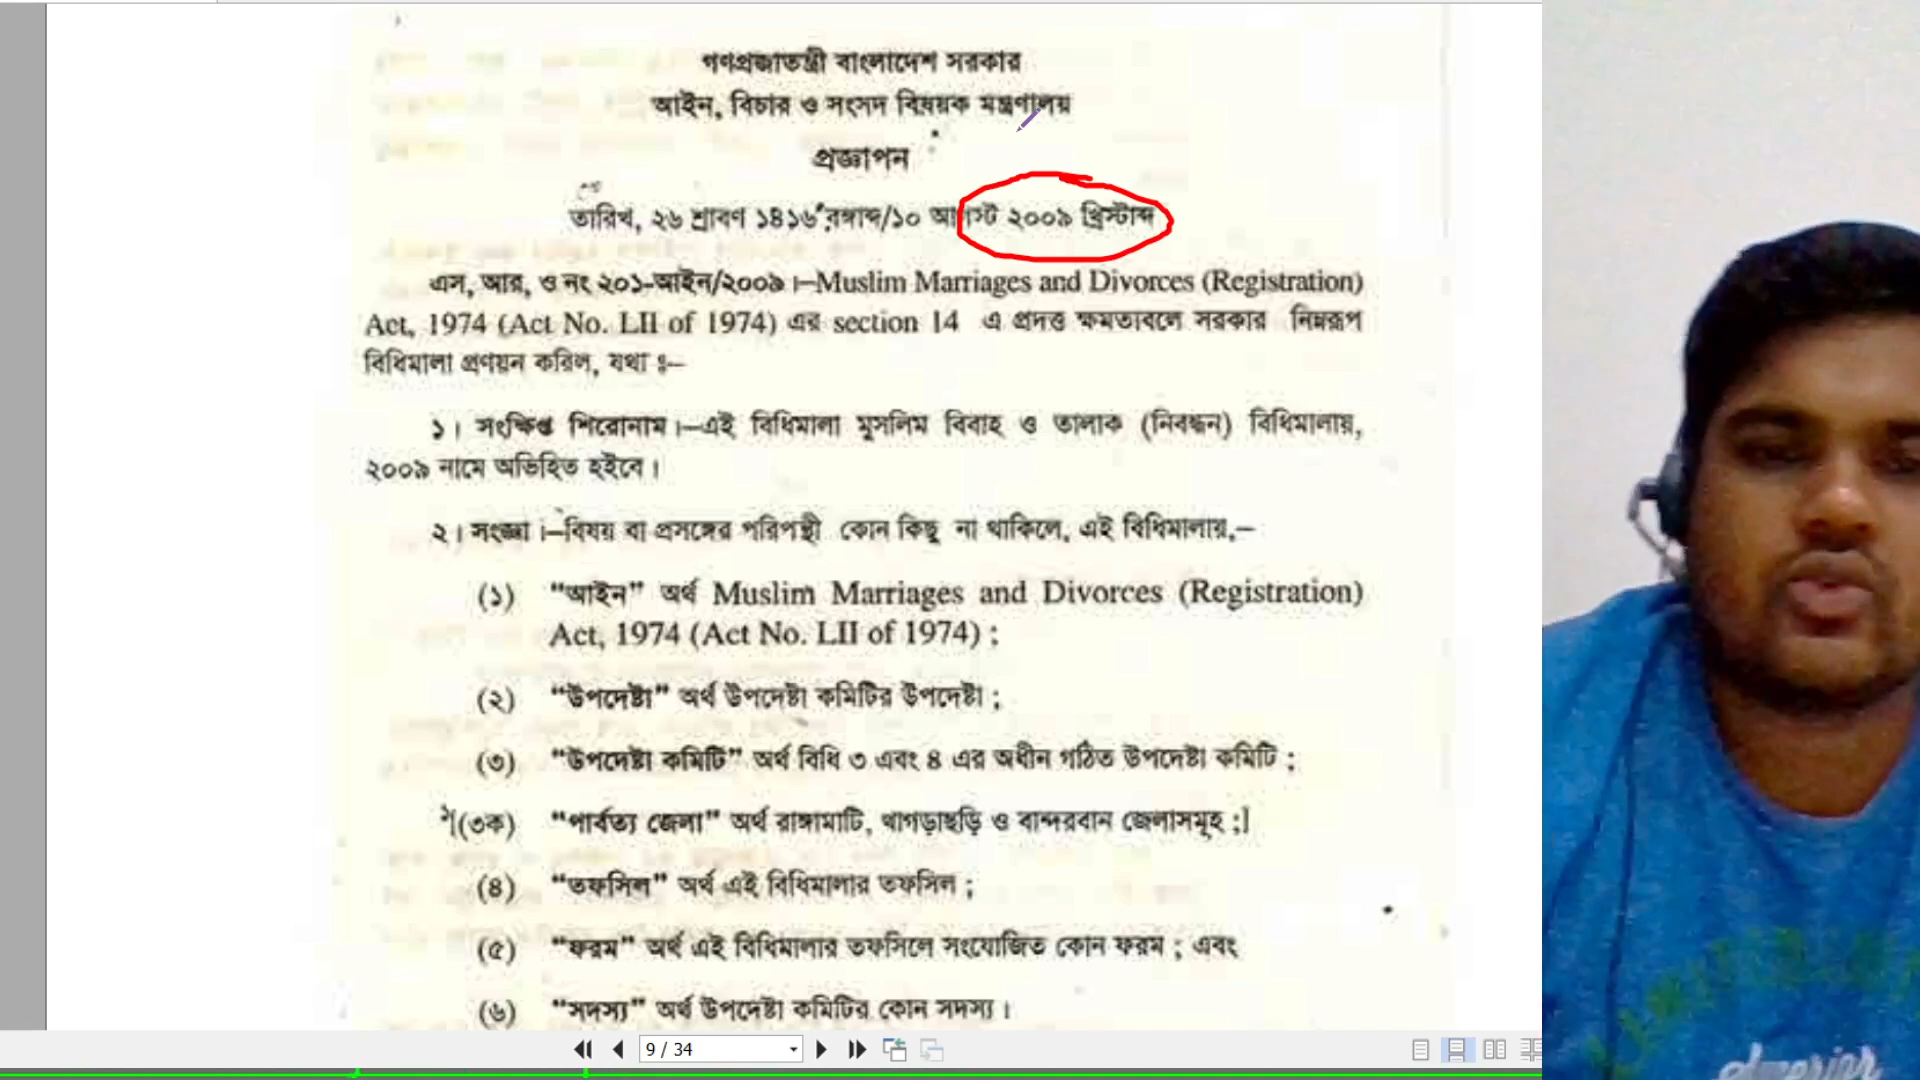 গণপ্রজাতন্ত্রী বাংলাদেশ সরকার
আইন, বিচার ও সংসদ বিষয়ক মন্ত্রণালয়
প্রজ্ঞাপন
তারিখ, ২৬ শ্রাবণ ১৪১৬ বঙ্গাব্দ/১০ আগস্ট ২০০৯ খ্রিস্টাব্দ
এস, আর, ও নং ২০১-আইন/২০০৯।–Muslim Marriages and Divorces (Registration)
Act, 1974 (Act No. LII of 1974) এর section 14 এ প্রদত্ত ক্ষমতাবলে সরকার নিম্নরূপ
বিধিমালা প্রণয়ন করিল, যথা ঃ–
১। সংক্ষিপ্ত শিরোনাম।–এই বিধিমালা মুসলিম বিবাহ ও তালাক (নিবন্ধন) বিধিমালায়,
২০০৯ নামে অভিহিত হইবে।
২। সংজ্ঞা।–বিষয় বা প্রসঙ্গের পরিপন্থী কোন কিছু না থাকিলে, এই বিধিমালায়,–
(১) “আইন” অর্থ Muslim Marriages and Divorces (Registration)
Act, 1974 (Act No. LII of 1974) ;
(২) “উপদেষ্টা” অর্থ উপদেষ্টা কমিটির উপদেষ্টা ;
(৩) “উপদেষ্টা কমিটি” অর্থ বিধি ৩ এবং ৪ এর অধীন গঠিত উপদেষ্টা কমিটি ;
১[(৩ক) “পার্বত্য জেলা” অর্থ রাঙ্গামাটি, খাগড়াছড়ি ও বান্দরবান জেলাসমূহ ;]
(৪) “তফসিল” অর্থ এই বিধিমালার তফসিল ;
(৫) “ফরম” অর্থ এই বিধিমালার তফসিলে সংযোজিত কোন ফরম ; এবং
(৬) “সদস্য” অর্থ উপদেষ্টা কমিটির কোন সদস্য ।
9 / 34